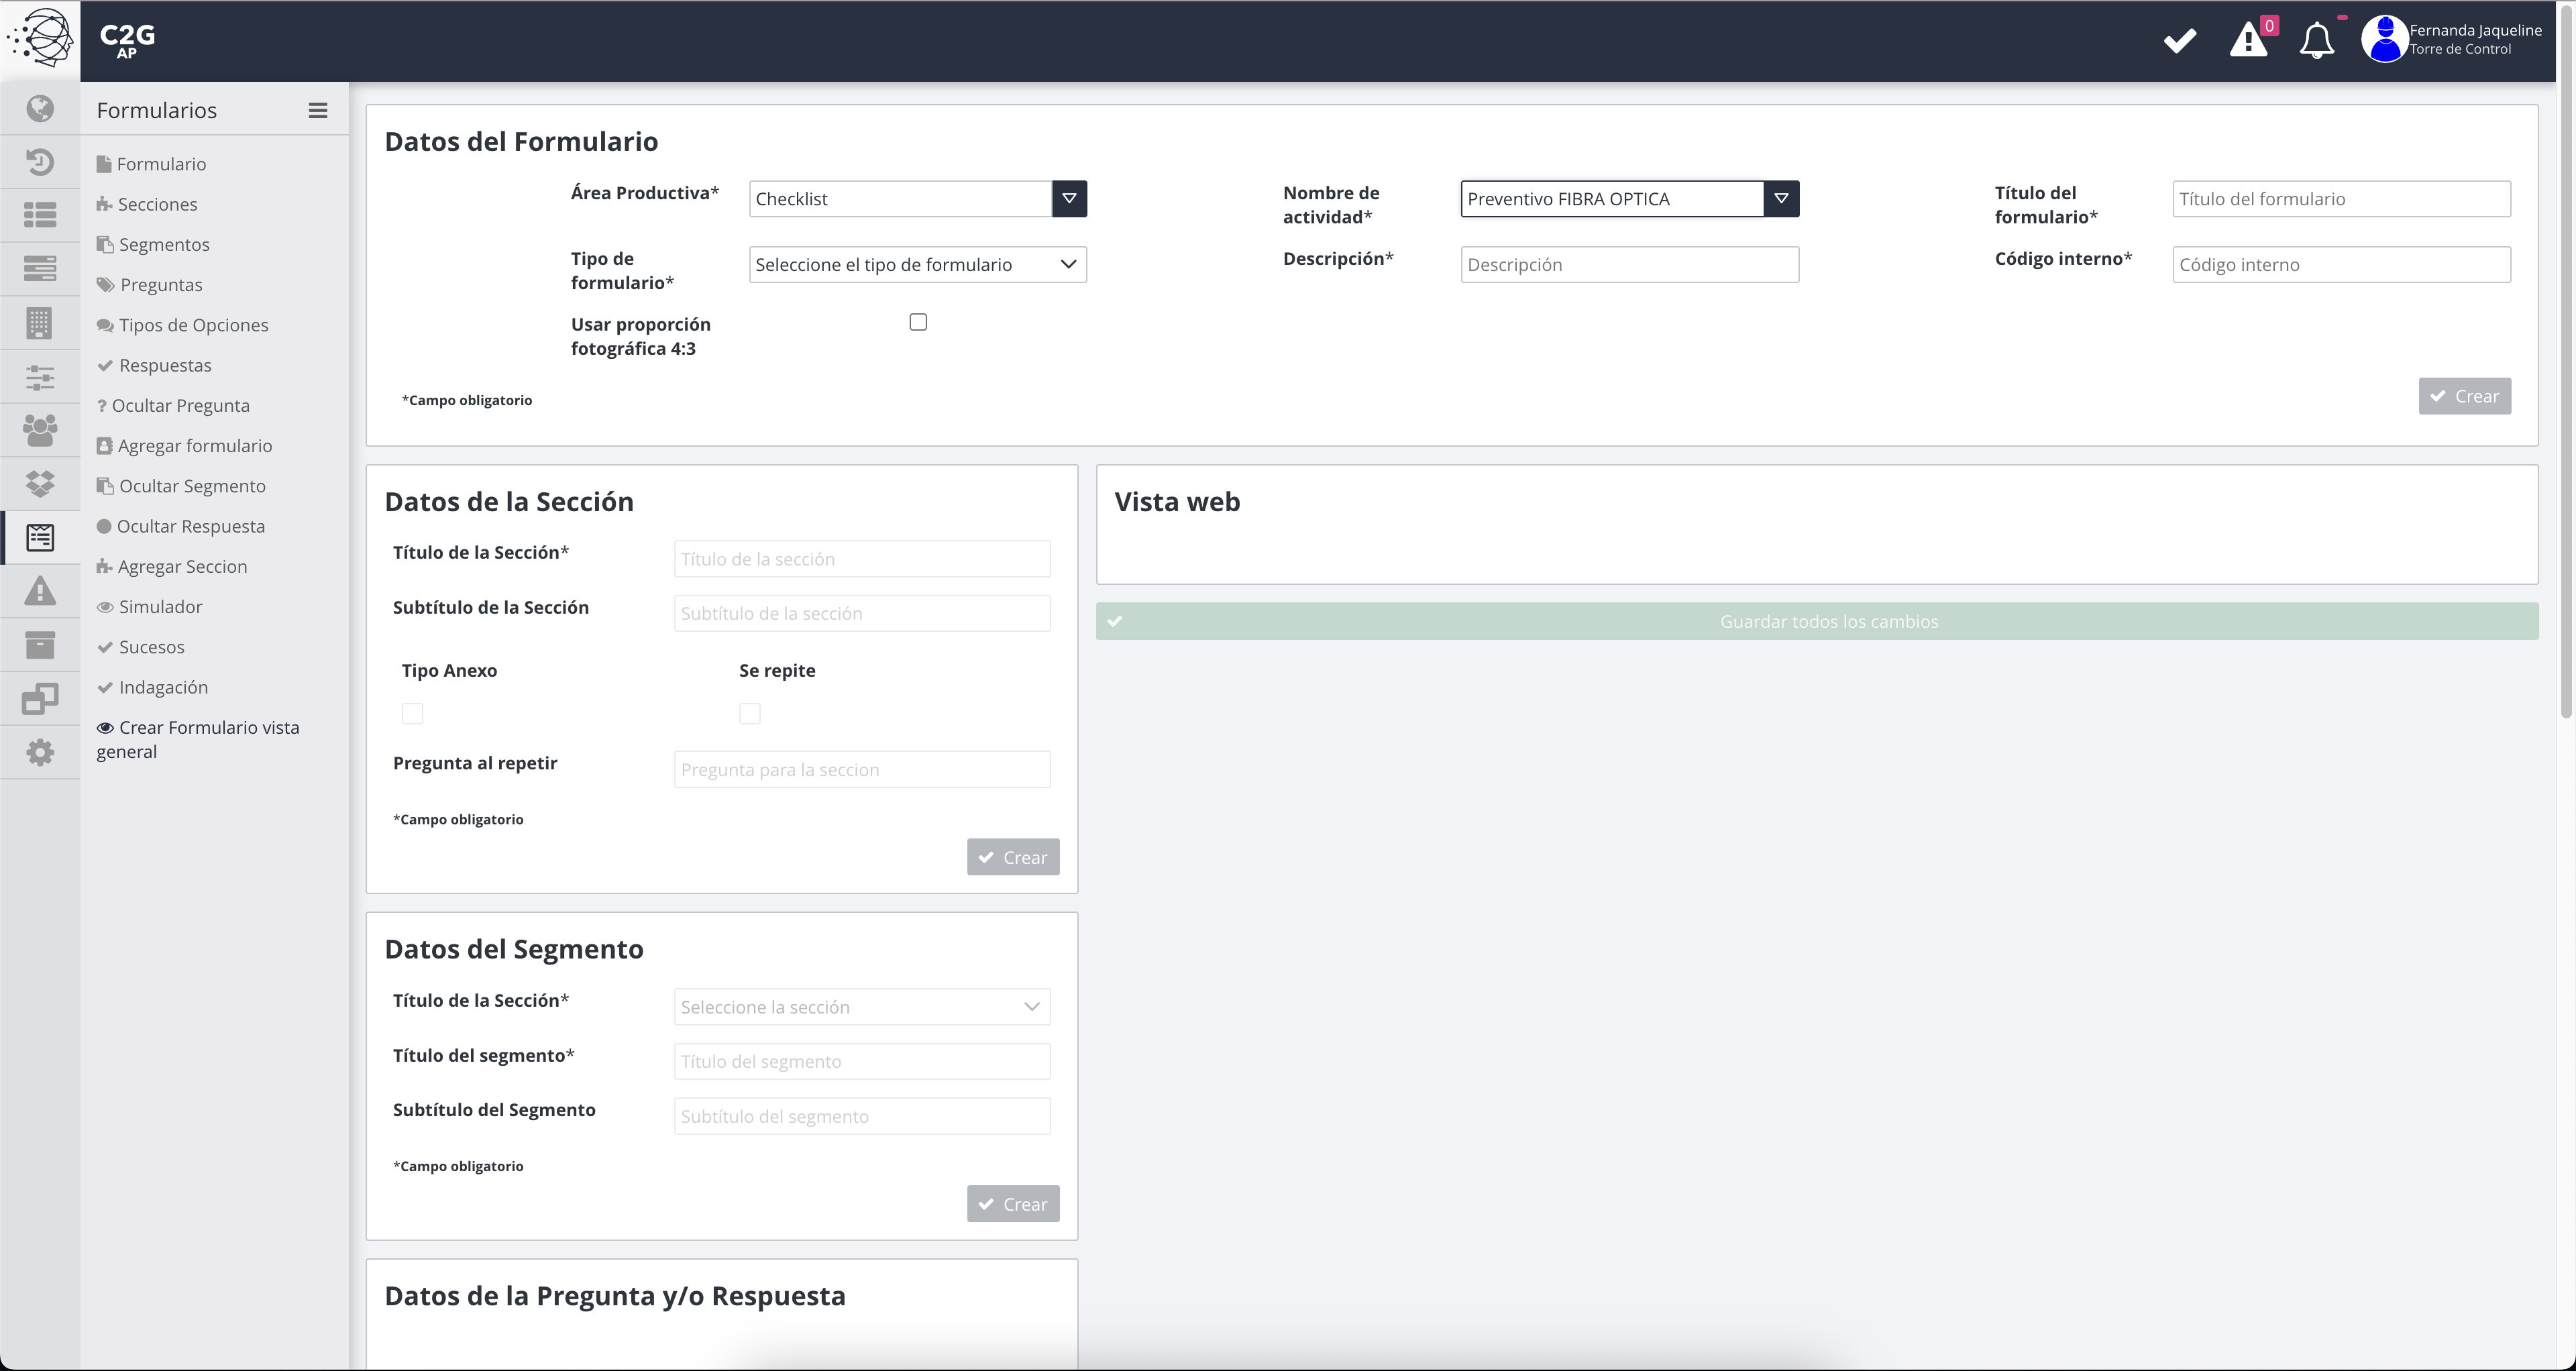 C2G
AP
0
Fernanda Jaqueline
Torre de Control
Formularios
Formulario
Secciones
Segmentos
Preguntas
Tipos de Opciones
Respuestas
Ocultar Pregunta
Agregar formulario
Ocultar Segmento
Ocultar Respuesta
Agregar Seccion
Simulador
Sucesos
Indagación
Crear Formulario vista
general
Datos del Formulario
Área Productiva*
Checklist
Nombre de
actividad*
Preventivo FIBRA OPTICA
Título del
formulario*
Título del formulario
Tipo de
formulario*
Seleccione el tipo de formulario
Descripción*
Descripción
Código interno*
Código interno
Usar proporción
fotográfica 4:3
*Campo obligatorio
Crear
Datos de la Sección
Título de la Sección*
Título de la sección
Subtítulo de la Sección
Subtítulo de la sección
Tipo Anexo
Se repite
Pregunta al repetir
Pregunta para la seccion
*Campo obligatorio
Crear
Vista web
Guardar todos los cambios
Datos del Segmento
Título de la Sección*
Seleccione la sección
Título del segmento*
Título del segmento
Subtítulo del Segmento
Subtítulo del segmento
*Campo obligatorio
Crear
Datos de la Pregunta y/o Respuesta